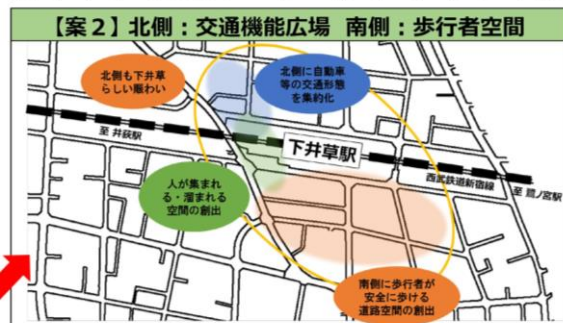 【案２】北側：交通機能広場 南側：歩行者空間
北側も下井草
らしい賑わい
北側に自動車
等の交通形態
を集約化
至 井荻駅
下井草駅
西武鉄道新宿線
至 鷺ノ宮駅
人が集まれ
る・溜まれる
空間の創出
南側に歩行者が
安全に歩ける
道路空間の創出